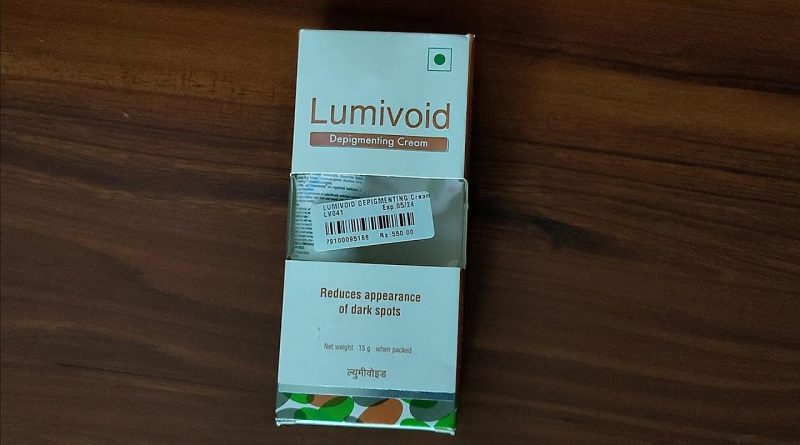 Lumivoid
Depigmenting Cream
LUMIVOID DEPIGMENTING Cream
LV041 Exp.05/24
79100095168 Rs 550.00
Reduces appearance
of dark spots
Net weight 15 g when packed
ल्युमीवोइड